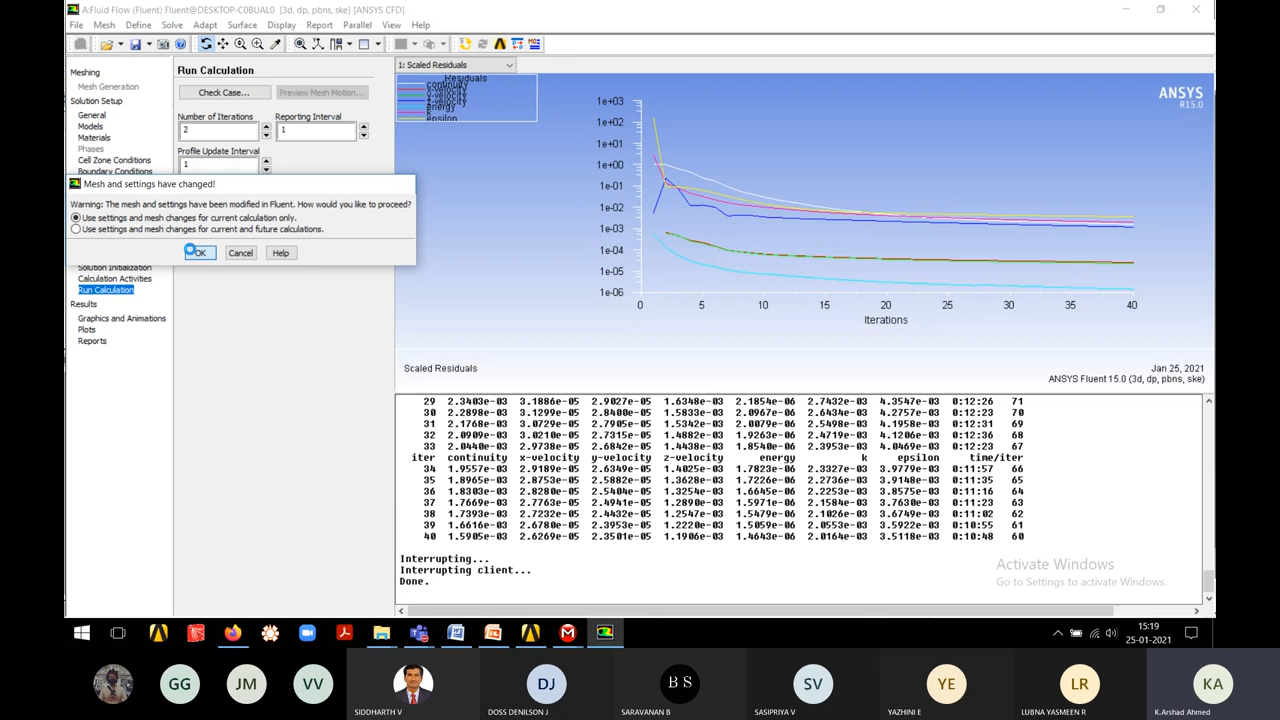 A:Fluid Flow (Fluent) Fluent@DESKTOP-C0BUAL0 [3d, dp, pbns, ske] [ANSYS CFD]
File Mesh Define Solve Adapt Surface Display Report Parallel View Help
Meshing
Mesh Generation
Solution Setup
General
Models
Materials
Phases
Cell Zone Conditions
Boundary Conditions
Run Calculation
Check Case... Preview Mesh Motion...
Number of Iterations Reporting Interval
2 1
Profile Update Interval
1
Mesh and settings have changed!
Warning: The mesh and settings have been modified in Fluent. How would you like to proceed?
Use settings and mesh changes for current calculation only.
Use settings and mesh changes for current and future calculations.
OK Cancel Help
Solution Initialization
Calculation Activities
Run Calculation
Results
Graphics and Animations
Plots
Reports
1: Scaled Residuals
Residuals
continuity
x-velocity
y-velocity
z-velocity
energy
k
epsilon
ANSYS
R15.0
1e+03
1e+02
1e+01
1e+00
1e-01
1e-02
1e-03
1e-04
1e-05
1e-06
0 5 10 15 20 25 30 35 40
Iterations
Scaled Residuals
Jan 25, 2021
ANSYS Fluent 15.0 (3d, dp, pbns, ske)
29 2.3403e-03 3.1886e-05 2.9027e-05 1.6348e-03 2.1854e-06 2.7432e-03 4.3547e-03 0:12:26 71
30 2.2898e-03 3.1299e-05 2.8400e-05 1.5833e-03 2.0967e-06 2.6434e-03 4.2757e-03 0:12:23 70
31 2.1768e-03 3.0729e-05 2.7905e-05 1.5342e-03 2.0079e-06 2.5498e-03 4.1958e-03 0:12:31 69
32 2.0909e-03 3.0210e-05 2.7315e-05 1.4882e-03 1.9263e-06 2.4719e-03 4.1206e-03 0:12:36 68
33 2.0440e-03 2.9738e-05 2.6842e-05 1.4438e-03 1.8540e-06 2.3953e-03 4.0469e-03 0:12:23 67
iter continuity x-velocity y-velocity z-velocity energy k epsilon time/iter
34 1.9557e-03 2.9189e-05 2.6349e-05 1.4025e-03 1.7823e-06 2.3327e-03 3.9779e-03 0:11:57 66
35 1.8965e-03 2.8753e-05 2.5882e-05 1.3628e-03 1.7226e-06 2.2736e-03 3.9148e-03 0:11:35 65
36 1.8303e-03 2.8280e-05 2.5404e-05 1.3254e-03 1.6645e-06 2.2253e-03 3.8575e-03 0:11:16 64
37 1.7669e-03 2.7763e-05 2.4941e-05 1.2890e-03 1.5971e-06 2.1584e-03 3.7630e-03 0:11:23 63
38 1.7393e-03 2.7232e-05 2.4432e-05 1.2547e-03 1.5479e-06 2.1026e-03 3.6749e-03 0:11:02 62
39 1.6616e-03 2.6780e-05 2.3953e-05 1.2220e-03 1.5059e-06 2.0553e-03 3.5922e-03 0:10:55 61
40 1.5905e-03 2.6269e-05 2.3501e-05 1.1906e-03 1.4643e-06 2.0164e-03 3.5118e-03 0:10:48 60
Interrupting...
Interrupting client...
Done.
Activate Windows
Go to Settings to activate Windows.
15:19
25-01-2021
GG JM VV DJ B S SV YE LR KA
SIDDHARTH V DOSS DENILSON J SARAVANAN B SASIPRIYA V YAZHINI E LUBNA YASMEEN R K.Arshad Ahmed